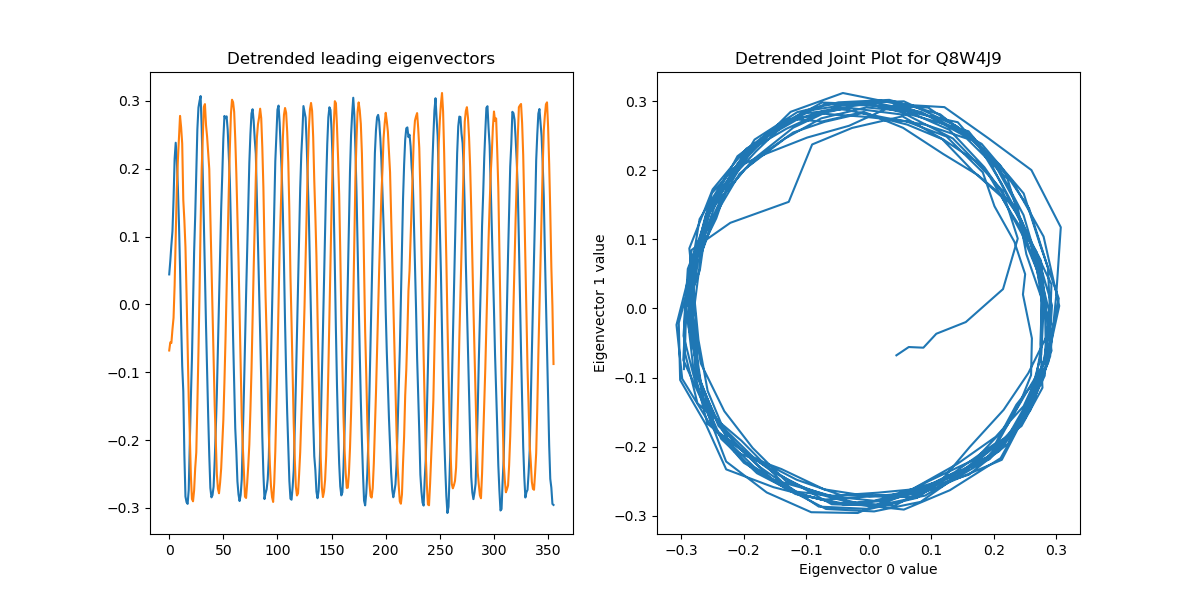 Detrended leading eigenvectors
0.3
0.2
0.1
0.0
−0.1
−0.2
−0.3
0 50 100 150 200 250 300 350
Detrended Joint Plot for Q8W4J9
Eigenvector 1 value
0.3
0.2
0.1
0.0
−0.1
−0.2
−0.3
−0.3 −0.2 −0.1 0.0 0.1 0.2 0.3
Eigenvector 0 value